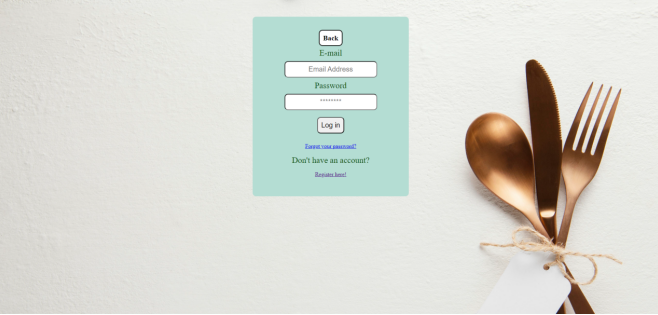 Back
E-mail
Email Address
Password
********
Log in
Forgot your password?
Don't have an account?
Register here!